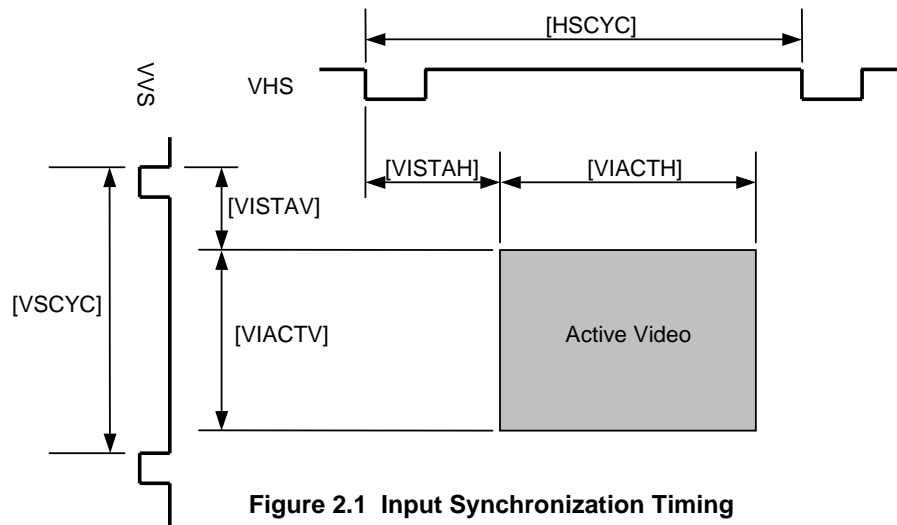 [HSCYC]
VVS
VHS
[VISTAH]
[VIACTH]
[VISTAV]
[VSCYC]
[VIACTV]
Active Video
Figure 2.1 Input Synchronization Timing